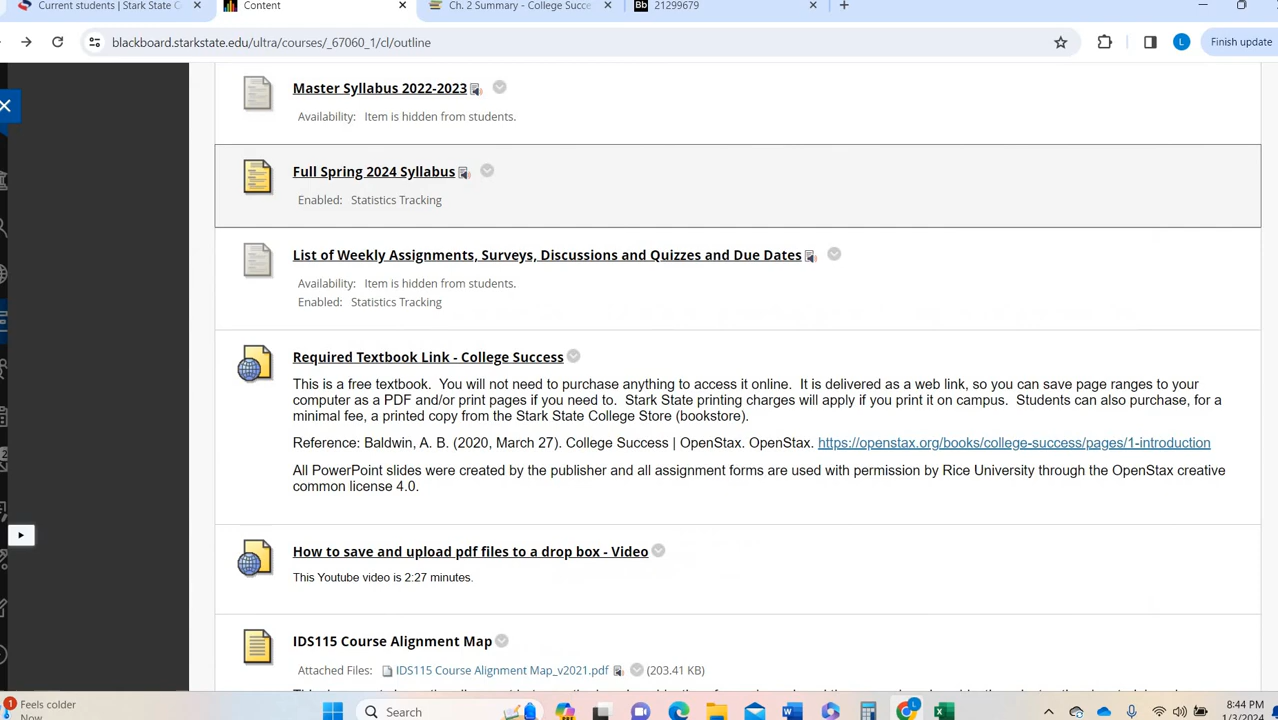 Current students | Stark State C
Content
Ch. 2 Summary - College Succe
Bb 21299679
blackboard.starkstate.edu/ultra/courses/_67060_1/cl/outline
L
Finish update
Master Syllabus 2022-2023
Availability: Item is hidden from students.
Full Spring 2024 Syllabus
Enabled: Statistics Tracking
List of Weekly Assignments, Surveys, Discussions and Quizzes and Due Dates
Availability: Item is hidden from students.
Enabled: Statistics Tracking
Required Textbook Link - College Success
This is a free textbook. You will not need to purchase anything to access it online. It is delivered as a web link, so you can save page ranges to your
computer as a PDF and/or print pages if you need to. Stark State printing charges will apply if you print it on campus. Students can also purchase, for a
minimal fee, a printed copy from the Stark State College Store (bookstore).
Reference: Baldwin, A. B. (2020, March 27). College Success | OpenStax. OpenStax. https://openstax.org/books/college-success/pages/1-introduction
All PowerPoint slides were created by the publisher and all assignment forms are used with permission by Rice University through the OpenStax creative
common license 4.0.
How to save and upload pdf files to a drop box - Video
This Youtube video is 2:27 minutes.
IDS115 Course Alignment Map
Attached Files: IDS115 Course Alignment Map_v2021.pdf (203.41 KB)
1
Feels colder
Now
Search
8:44 PM
1/3/2024